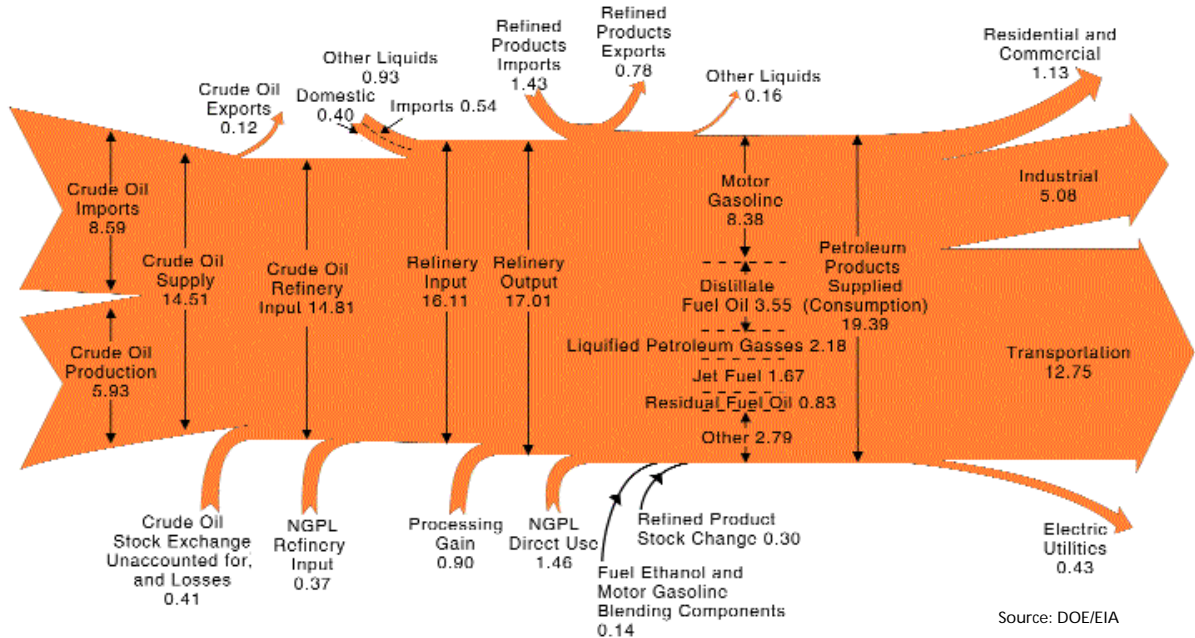 Crude Oil
Exports
0.12
Other Liquids
0.93
Domestic
0.40
Imports 0.54
Refined
Products
Imports
1.43
Refined
Products
Exports
0.78
Other Liquids
0.16
Residential and
Commercial
1.13
Crude Oil
Imports
8.59
Crude Oil
Supply
14.51
Crude Oil
Production
5.93
Crude Oil
Refinery
Input 14.81
Refinery
Input
16.11
Refinery
Output
17.01
Motor
Gasoline
8.38
Distillate
Fuel Oil 3.55
Liquified Petroleum Gasses 2.18
Jet Fuel 1.67
Residual Fuel Oil 0.83
Other 2.79
Petroleum
Products
Supplied
(Consumption)
19.39
Industrial
5.08
Transportation
12.75
Crude Oil
Stock Exchange
Unaccounted for,
and Losses
0.41
NGPL
Refinery
Input
0.37
Processing
Gain
0.90
NGPL
Direct Use
1.46
Fuel Ethanol and
Motor Gasoline
Blending Components
0.14
Refined Product
Stock Change 0.30
Electric
Utilities
0.43
Source: DOE/EIA